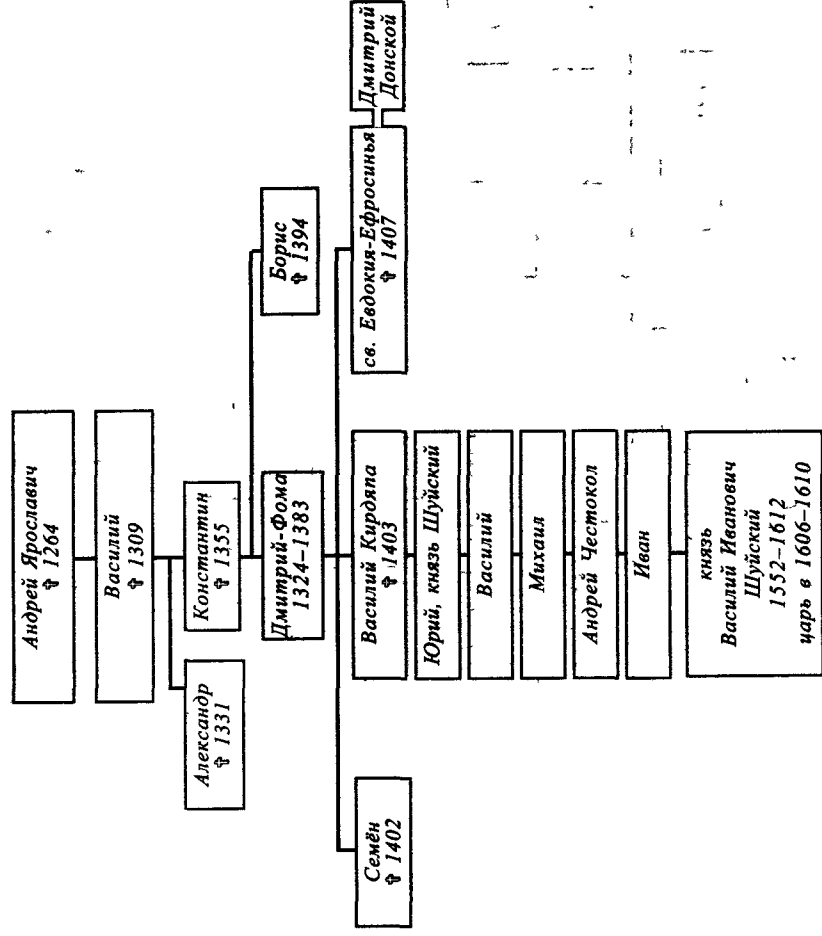 Андрей Ярославич
✞ 1264
Василий
✞ 1309
Александр
✞ 1331
Константин
✞ 1355
Дмитрий-Фома
1324–1383
Борис
✞ 1394
Семён
✞ 1402
Василий Кирдяпа
✞ 1403
св. Евдокия-Ефросинья
✞ 1407
Дмитрий
Донской
Юрий, князь Шуйский
Василий
Михаил
Андрей Честокол
Иван
князь
Василий Иванович
Шуйский
1552–1612
царь в 1606–1610